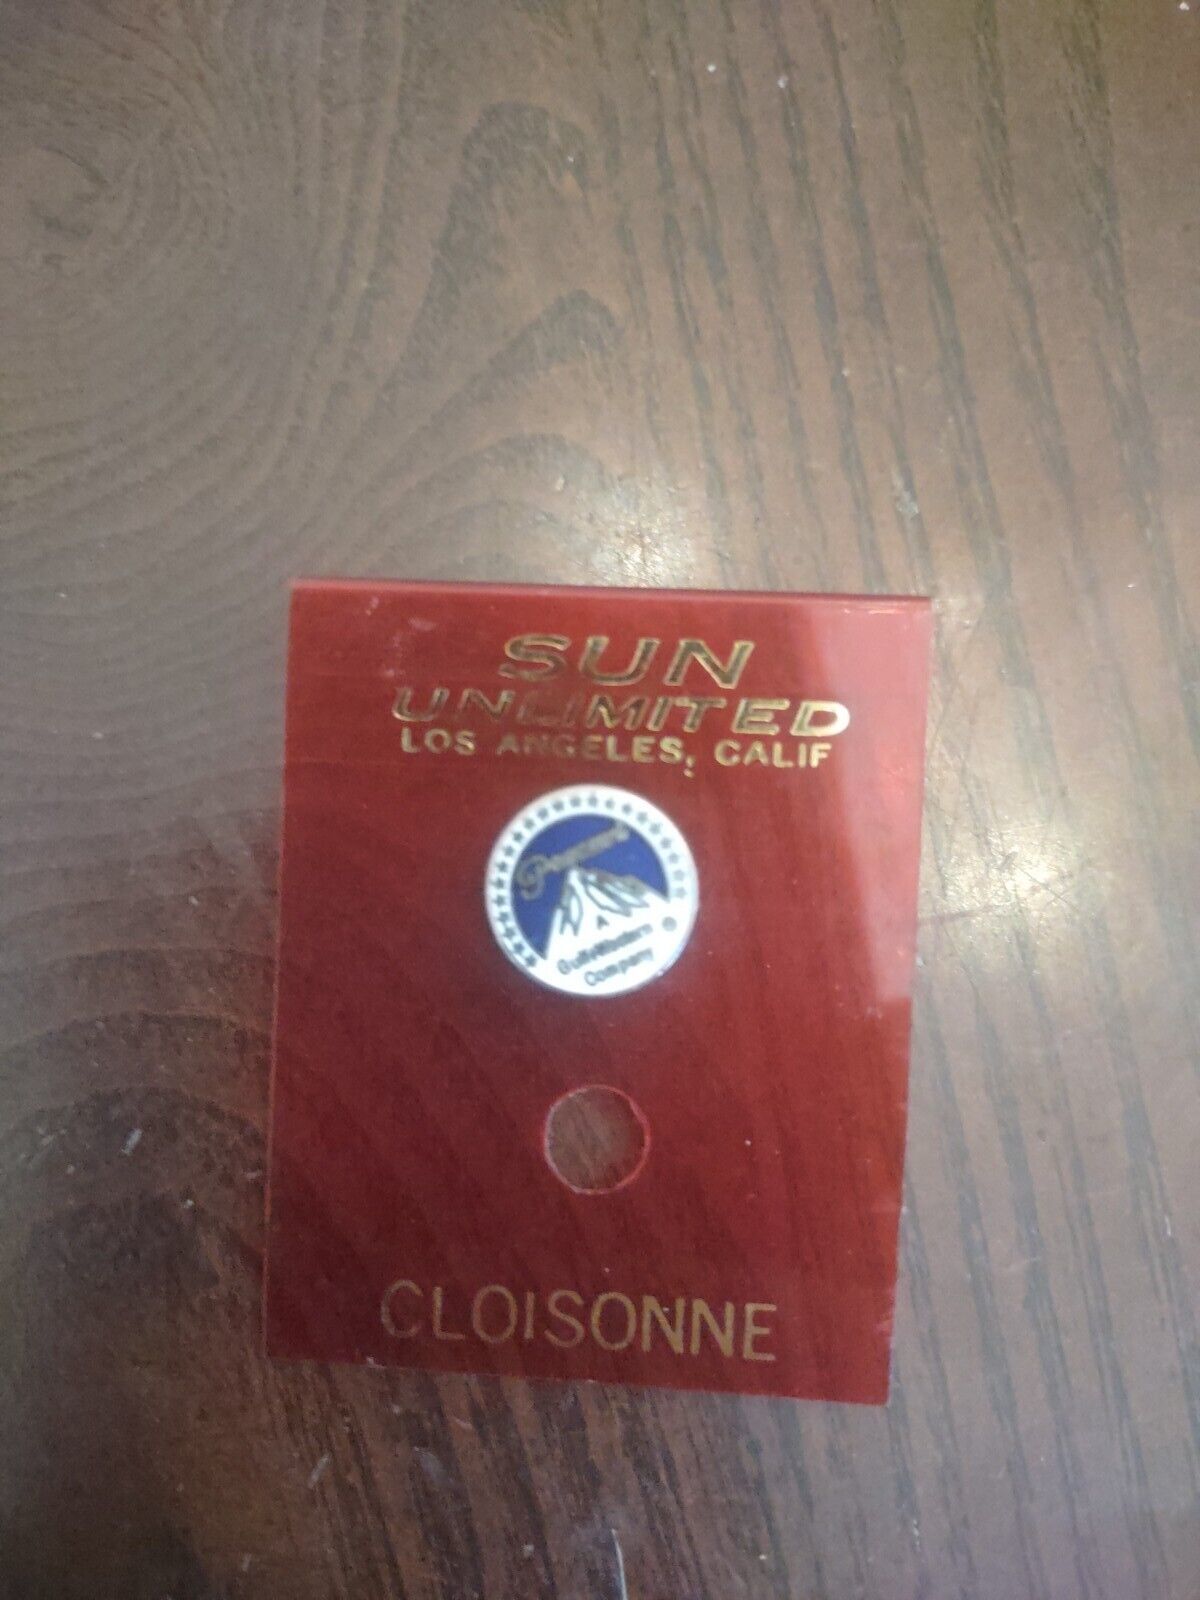 SUN
UNLIMITED
LOS ANGELES, CALIF
Paramount
A
Gulf+Western
Company
®
CLOISONNE